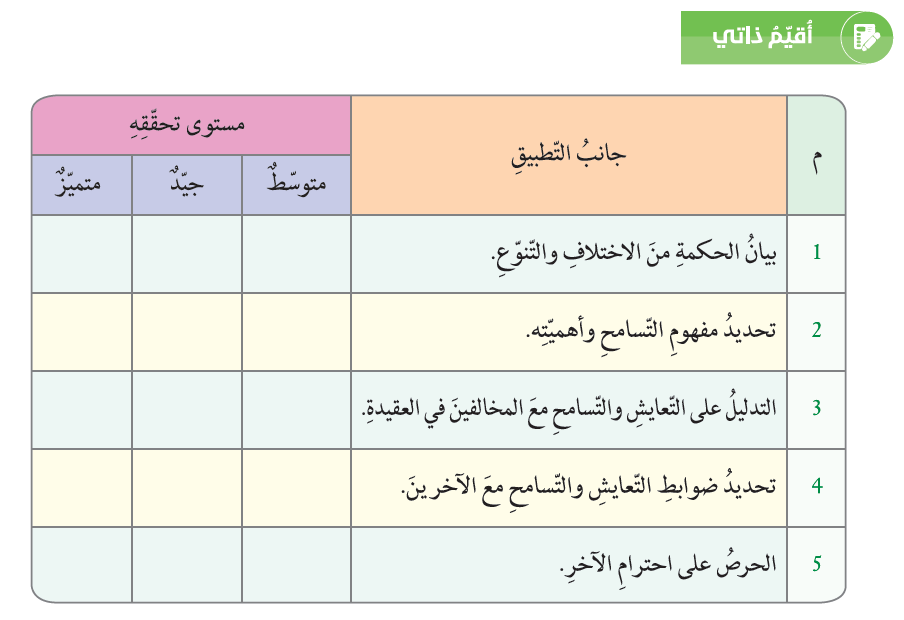 أُقيّمُ ذاتي
م
جانبُ التّطبيقِ
مستوى تحقّقِهِ
متوسّطٌ
جيّدٌ
متميّزٌ
1
بيانُ الحكمةِ منَ الاختلافِ والتّنوّعِ.
2
تحديدُ مفهومِ التّسامحِ وأهميّتِه.
3
التدليلُ على التّعايشِ والتّسامحِ معَ المخالفينَ في العقيدةِ.
4
تحديدُ ضوابطِ التّعايشِ والتّسامحِ معَ الآخرينَ.
5
الحرصُ على احترامِ الآخرِ.